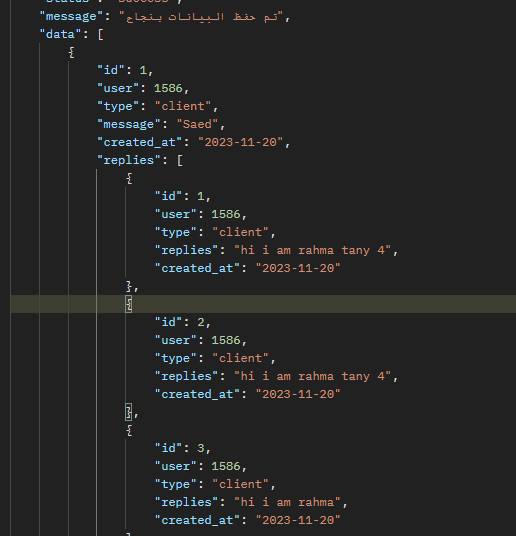 "message": "تم حفظ البيانات بنجاح",
"data": [
{
"id": 1,
"user": 1586,
"type": "client",
"message": "Saed",
"created_at": "2023-11-20",
"replies": [
{
"id": 1,
"user": 1586,
"type": "client",
"replies": "hi i am rahma tany 4",
"created_at": "2023-11-20"
},
{
"id": 2,
"user": 1586,
"type": "client",
"replies": "hi i am rahma tany 4",
"created_at": "2023-11-20"
},
{
"id": 3,
"user": 1586,
"type": "client",
"replies": "hi i am rahma",
"created_at": "2023-11-20"